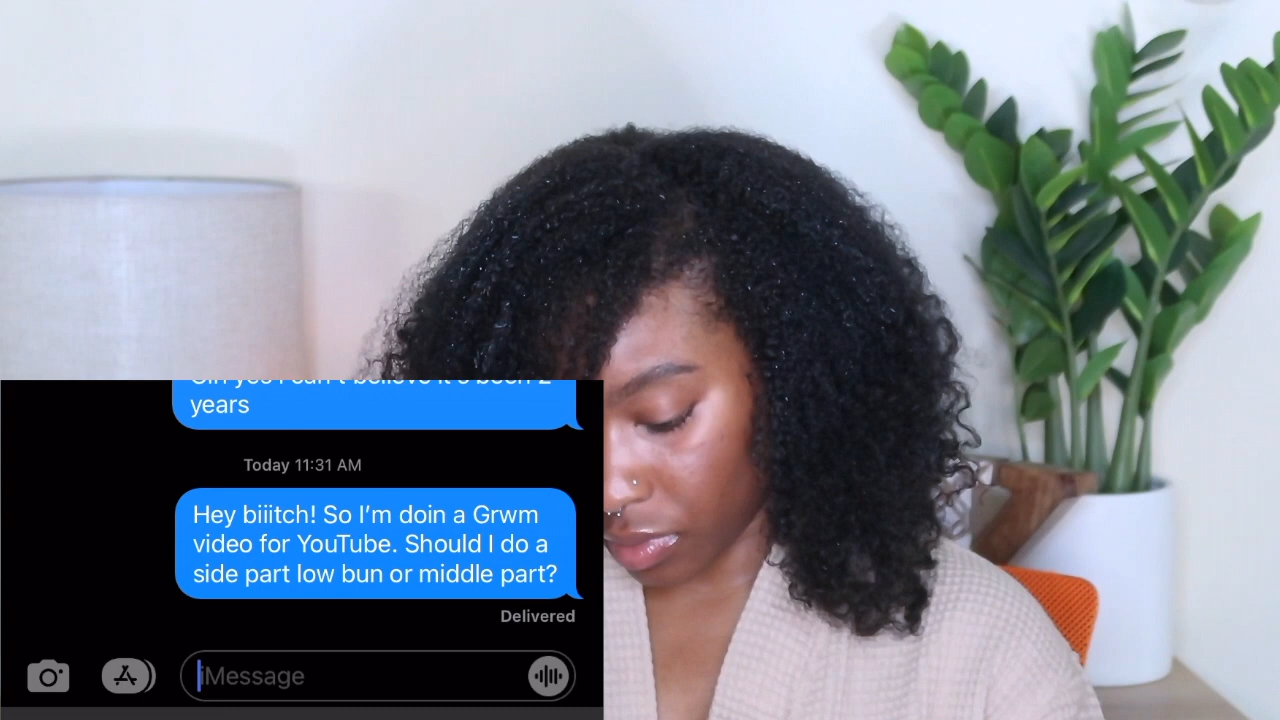 years
Today 11:31 AM
Hey biiitch! So I'm doin a Grwm
video for YouTube. Should I do a
side part low bun or middle part?
Delivered
iMessage